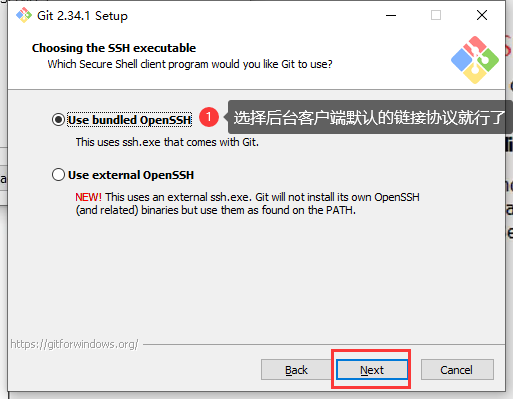 Git 2.34.1 Setup
Choosing the SSH executable
Which Secure Shell client program would you like Git to use?
Use bundled OpenSSH
1
选择后台客户端默认的链接协议就行了
This uses ssh.exe that comes with Git.
Use external OpenSSH
NEW! This uses an external ssh.exe. Git will not install its own OpenSSH
(and related) binaries but use them as found on the PATH.
https://gitforwindows.org/
Back
Next
Cancel